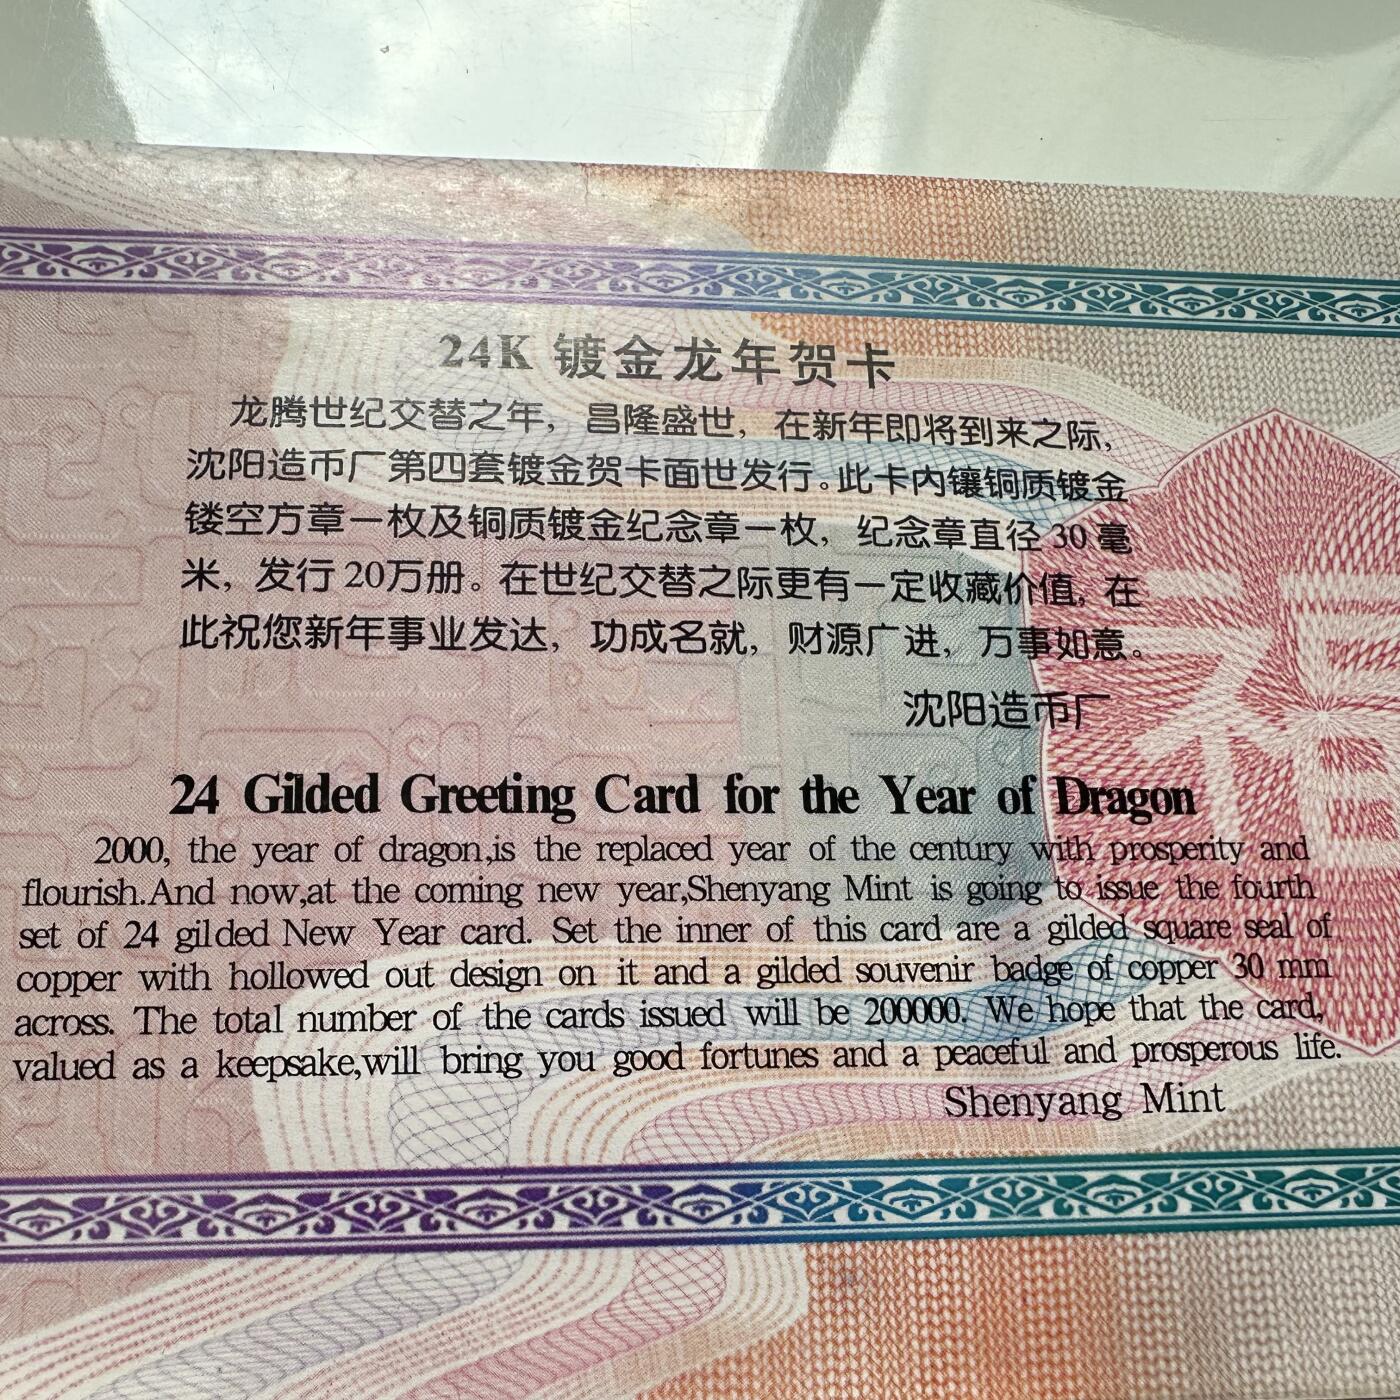 24K 镀金龙年贺卡
龙腾世纪交替之年，昌隆盛世，在新年即将到来之际，
沈阳造币厂第四套镀金贺卡面世发行。此卡内镶铜质镀金
镂空方章一枚及铜质镀金纪念章一枚，纪念章直径30毫
米，发行20万册。在世纪交替之际更有一定收藏价值，在
此祝您新年事业发达，功成名就，财源广进，万事如意。
沈阳造币厂
24 Gilded Greeting Card for the Year of Dragon
2000, the year of dragon,is the replaced year of the century with prosperity and
flourish.And now,at the coming new year,Shenyang Mint is going to issue the fourth
set of 24 gilded New Year card. Set the inner of this card are a gilded square seal of
copper with hollowed out design on it and a gilded souvenir badge of copper 30 mm
across. The total number of the cards issued will be 200000. We hope that the card,
valued as a keepsake,will bring you good fortunes and a peaceful and prosperous life.
Shenyang Mint